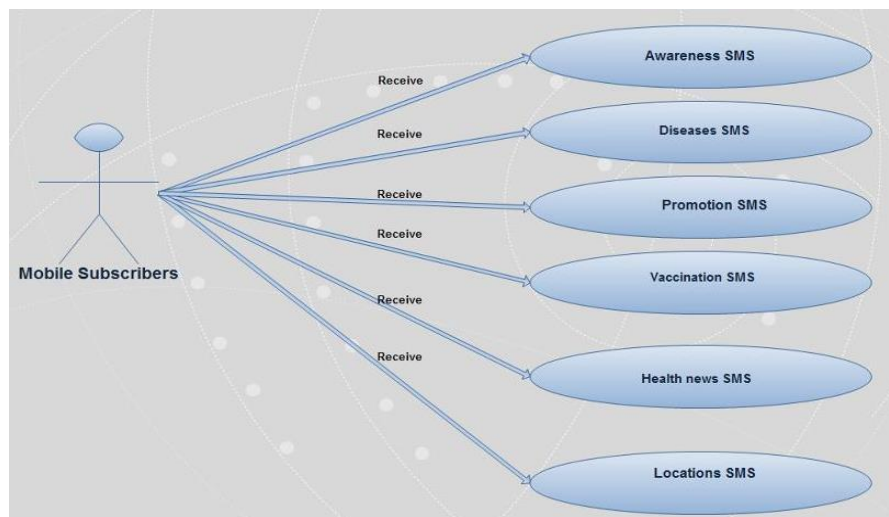 Awareness SMS
Receive
Diseases SMS
Receive
Promotion SMS
Receive
Receive
Mobile Subscribers
Vaccination SMS
Receive
Health news SMS
Receive
Locations SMS